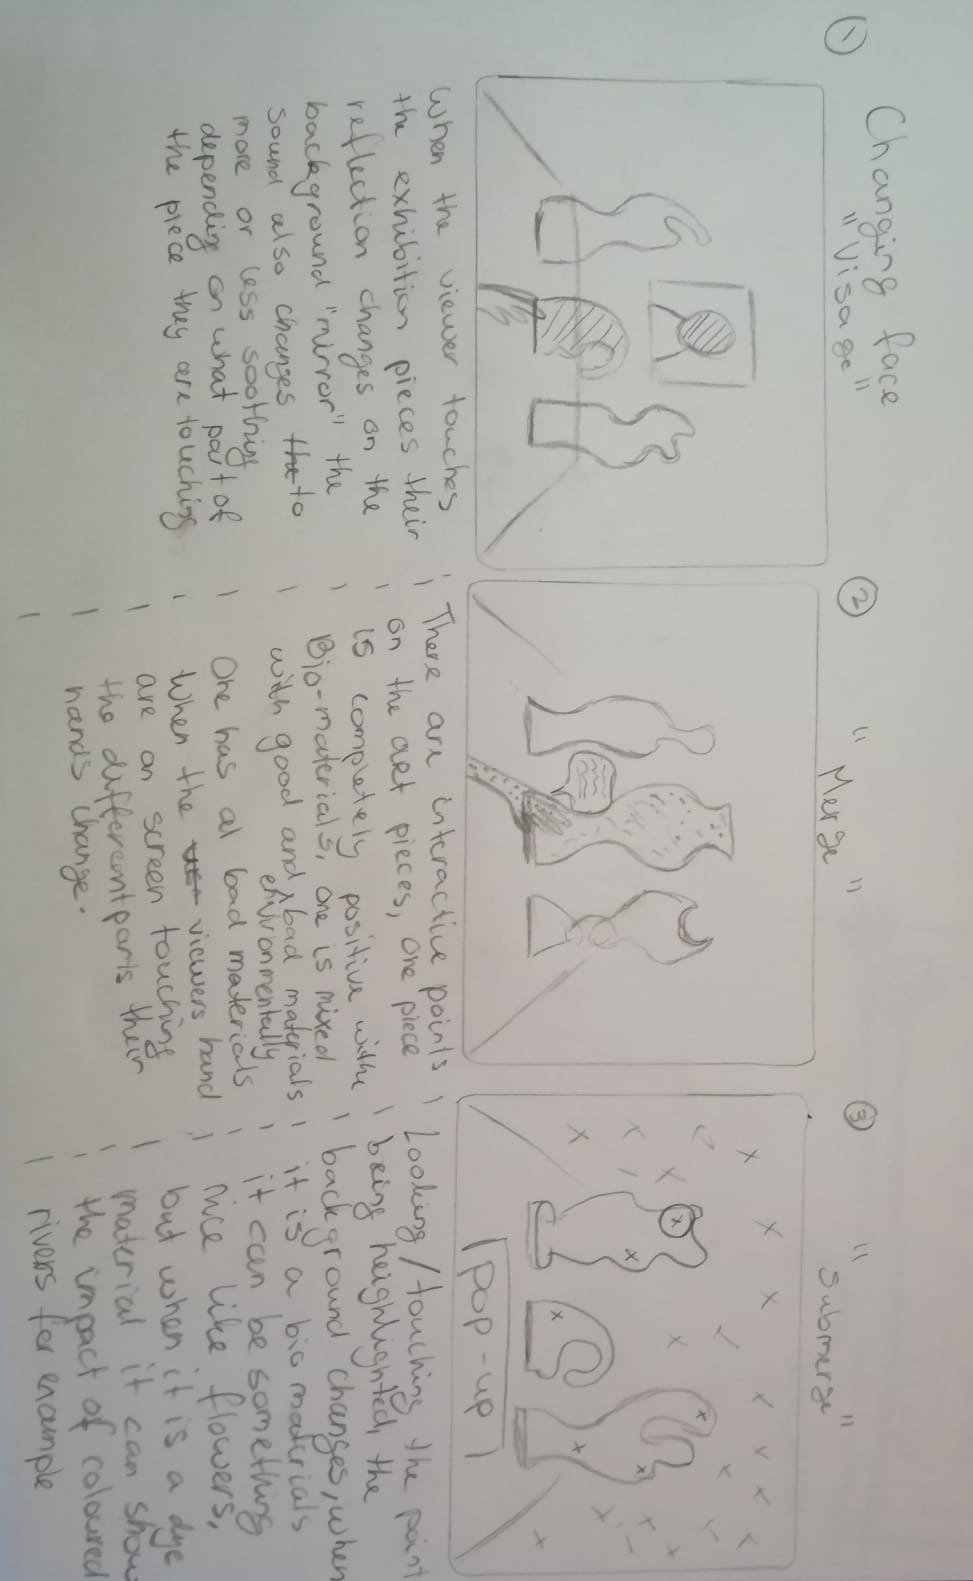 ①
Changing face
"Visage"
When the viewer touches
the exhibition pieces their
reflection changes on the
background "mirror" the
sound also changes to
more or less soothing
depending on what part of
the piece they are touching
②
"Merge"
There are interactive points
on the art pieces, one piece
is completely positive withe
Bio-materials, one is mixed
with good and bad materials
environmentally
One has al bad materials
When the viewers hand
are on screen touching
the different parts their
hands change.
③
"Submerge"
POP-UP
Looking/touching the point
being heighlighted, the
background changes, when
it is a bio materials
it can be something
nice like flowers,
but when it is a dye
material it can show
the impact of coloured
rivers for example